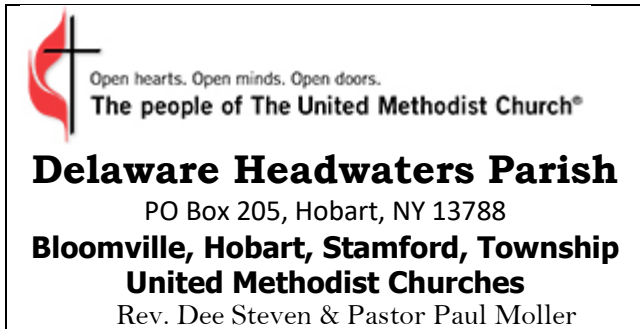 Open hearts. Open minds. Open doors.
The people of The United Methodist Church®
Delaware Headwaters Parish
PO Box 205, Hobart, NY 13788
Bloomville, Hobart, Stamford, Township
United Methodist Churches
Rev. Dee Steven & Pastor Paul Moller